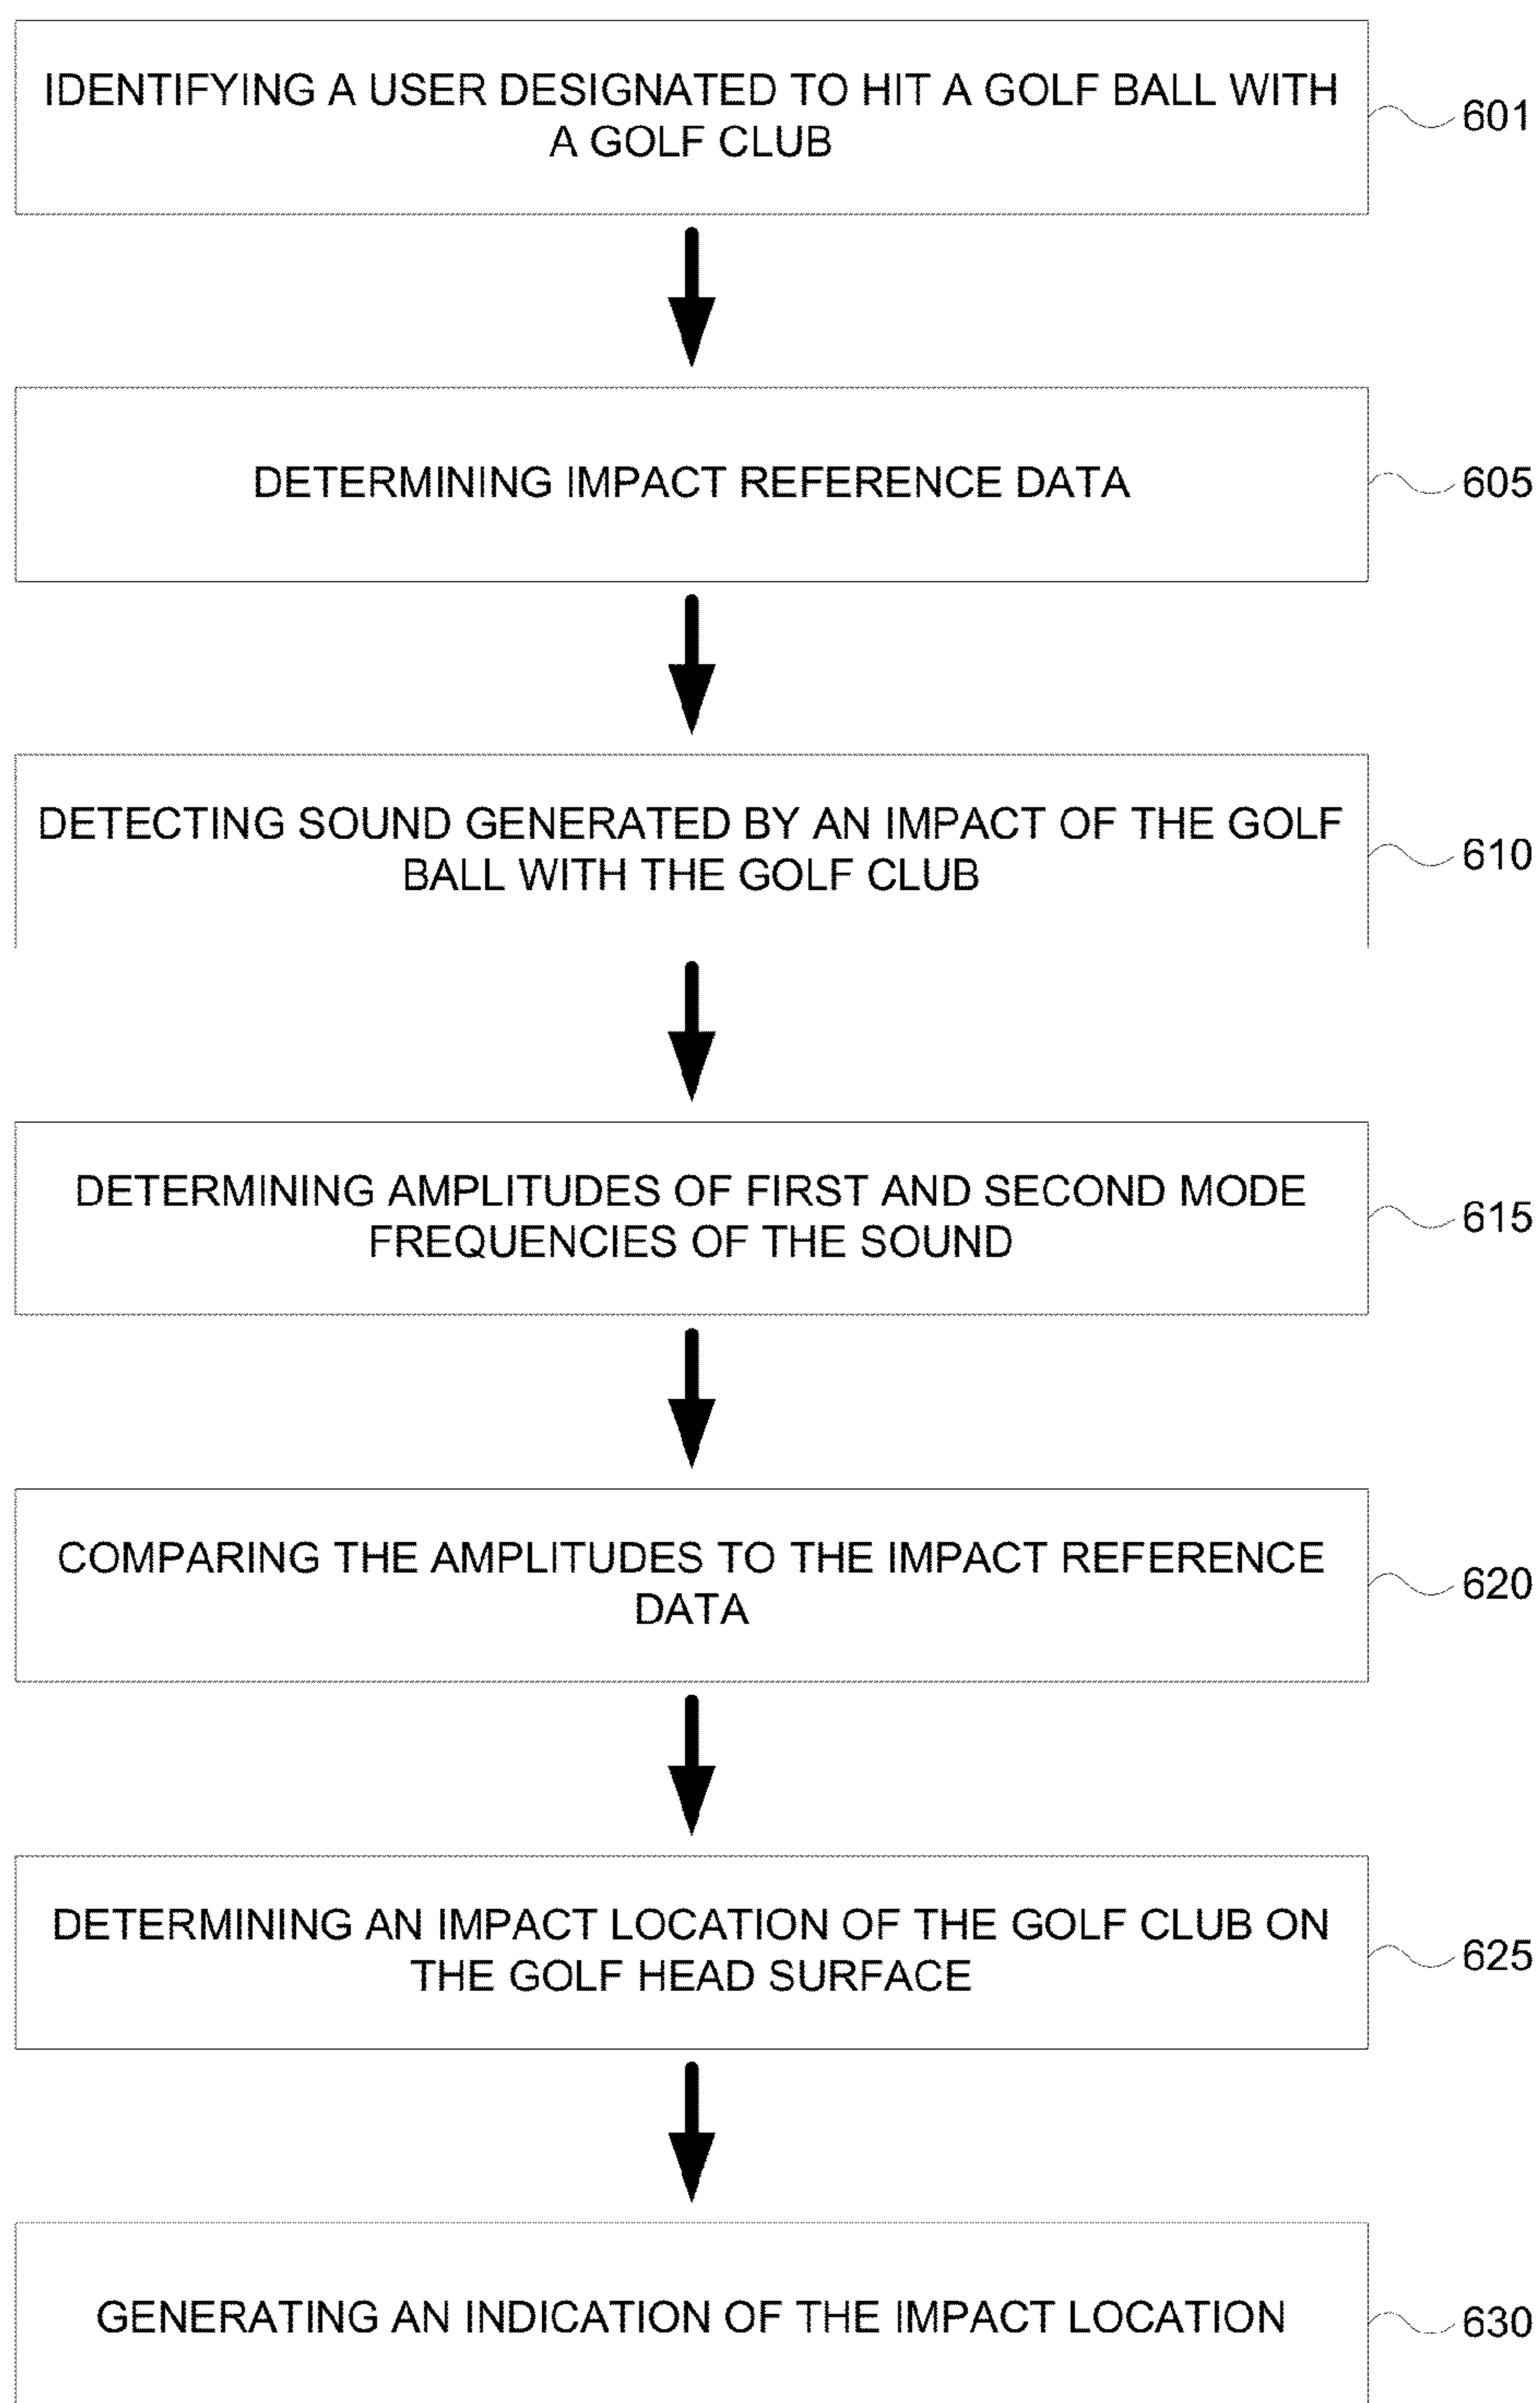 IDENTIFYING A USER DESIGNATED TO HIT A GOLF BALL WITH
A GOLF CLUB
601
DETERMINING IMPACT REFERENCE DATA
605
DETECTING SOUND GENERATED BY AN IMPACT OF THE GOLF
BALL WITH THE GOLF CLUB
610
DETERMINING AMPLITUDES OF FIRST AND SECOND MODE
FREQUENCIES OF THE SOUND
615
COMPARING THE AMPLITUDES TO THE IMPACT REFERENCE
DATA
620
DETERMINING AN IMPACT LOCATION OF THE GOLF CLUB ON
THE GOLF HEAD SURFACE
625
GENERATING AN INDICATION OF THE IMPACT LOCATION
630